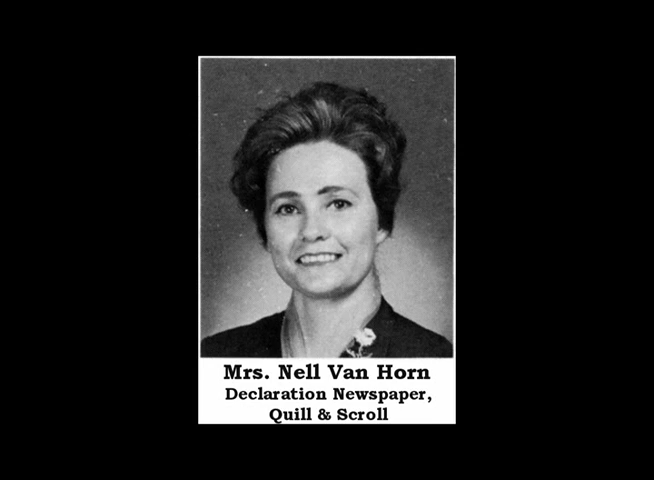 Mrs. Nell Van Horn
Declaration Newspaper,
Quill & Scroll